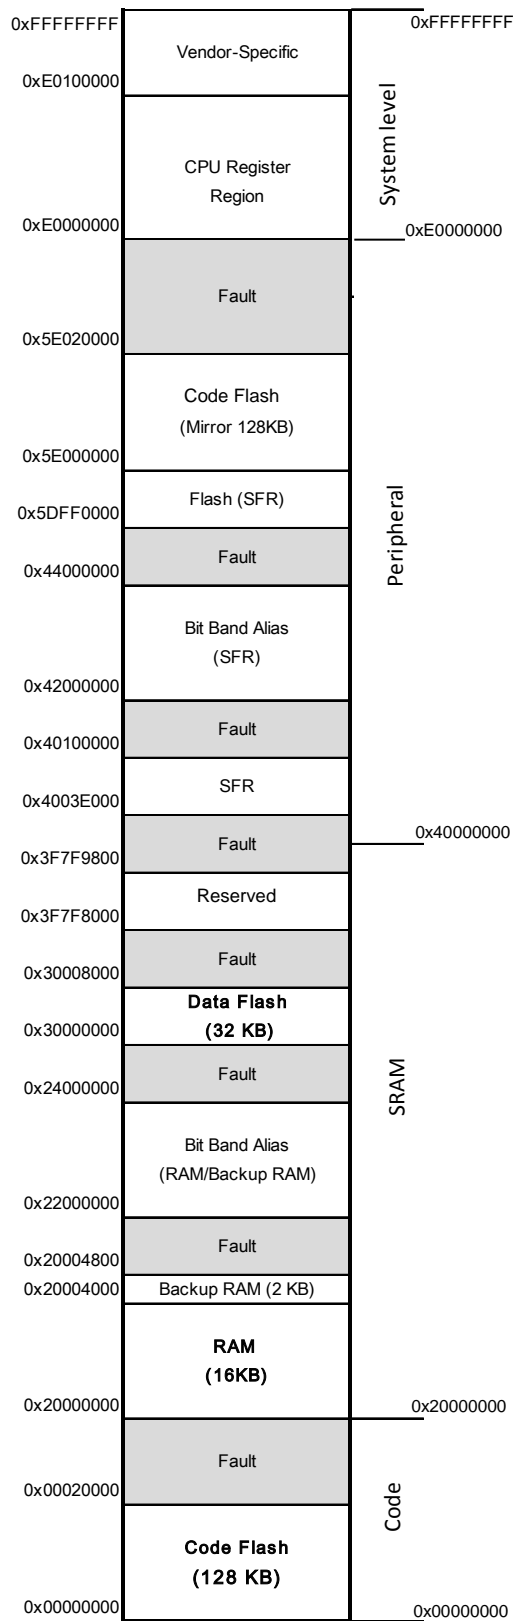 0xFFFFFFFF
0xFFFFFFFF
Vendor-Specific
0xE0100000
System level
CPU Register
Region
0xE0000000
0xE0000000
Fault
0x5E020000
Code Flash
(Mirror 128KB)
0x5E000000
Peripheral
Flash (SFR)
0x5DFF0000
Fault
0x44000000
Bit Band Alias
(SFR)
0x42000000
Fault
0x40100000
SFR
0x4003E000
0x40000000
Fault
0x3F7F9800
Reserved
0x3F7F8000
Fault
0x30008000
Data Flash
(32 KB)
0x30000000
Fault
0x24000000
SRAM
Bit Band Alias
(RAM/Backup RAM)
0x22000000
Fault
0x20004800
0x20004000
Backup RAM (2 KB)
RAM
(16KB)
0x20000000
0x20000000
Fault
0x00020000
Code
Code Flash
(128 KB)
0x00000000
0x00000000